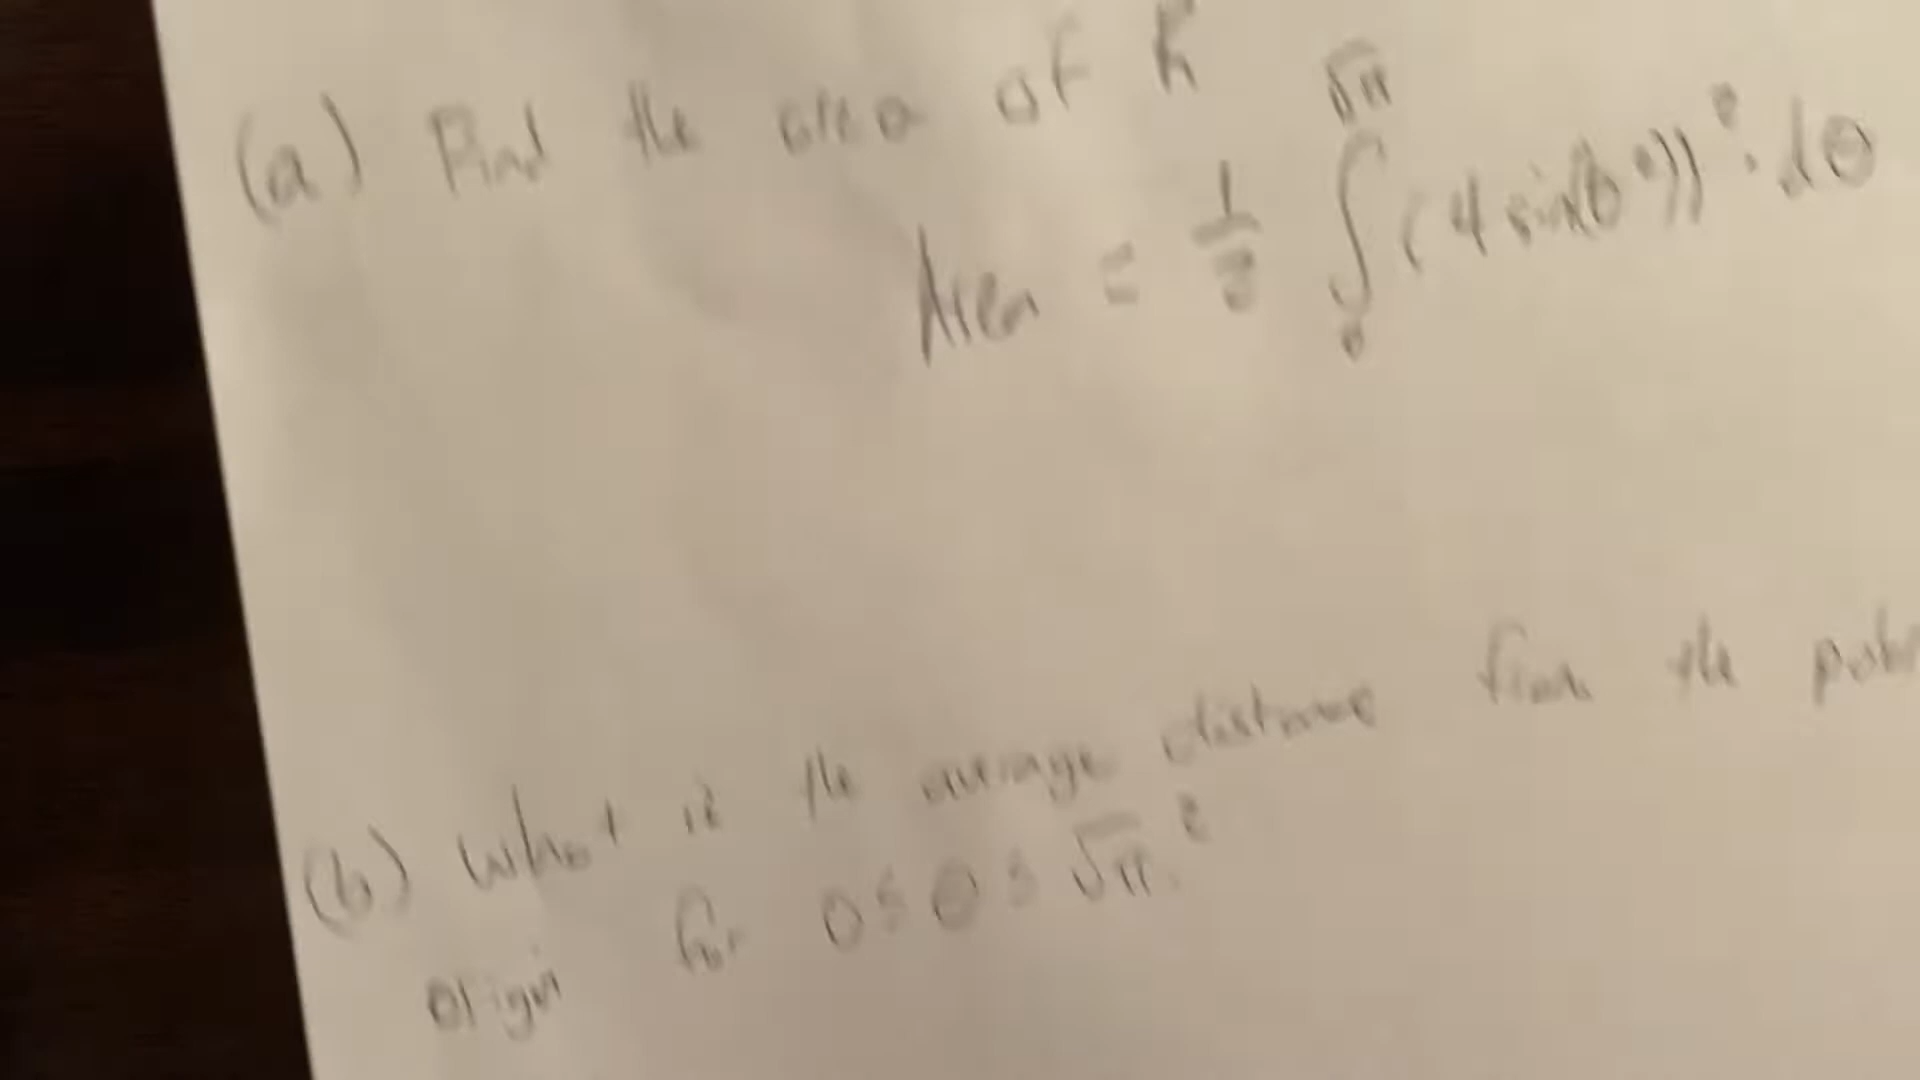 (a) Find the area of R
Area = 1/2 ∫₀^√π (4 sin(θ²))² · dθ
(b) What is the average distance from the
origin for 0 ≤ θ ≤ √π ?